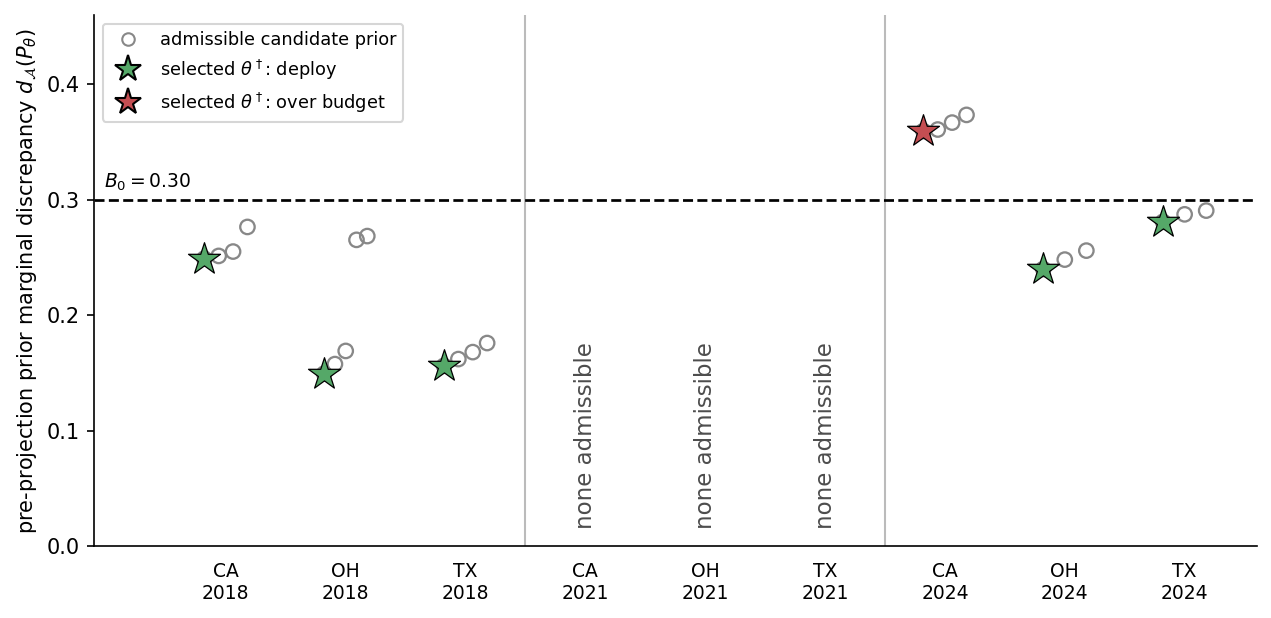 admissible candidate prior
selected θ†: deploy
selected θ†: over budget
pre-projection prior marginal discrepancy d_𝒜(P_θ)
0.4
0.3
0.2
0.1
0.0
B₀ = 0.30
none admissible
none admissible
none admissible
CA
2018
OH
2018
TX
2018
CA
2021
OH
2021
TX
2021
CA
2024
OH
2024
TX
2024